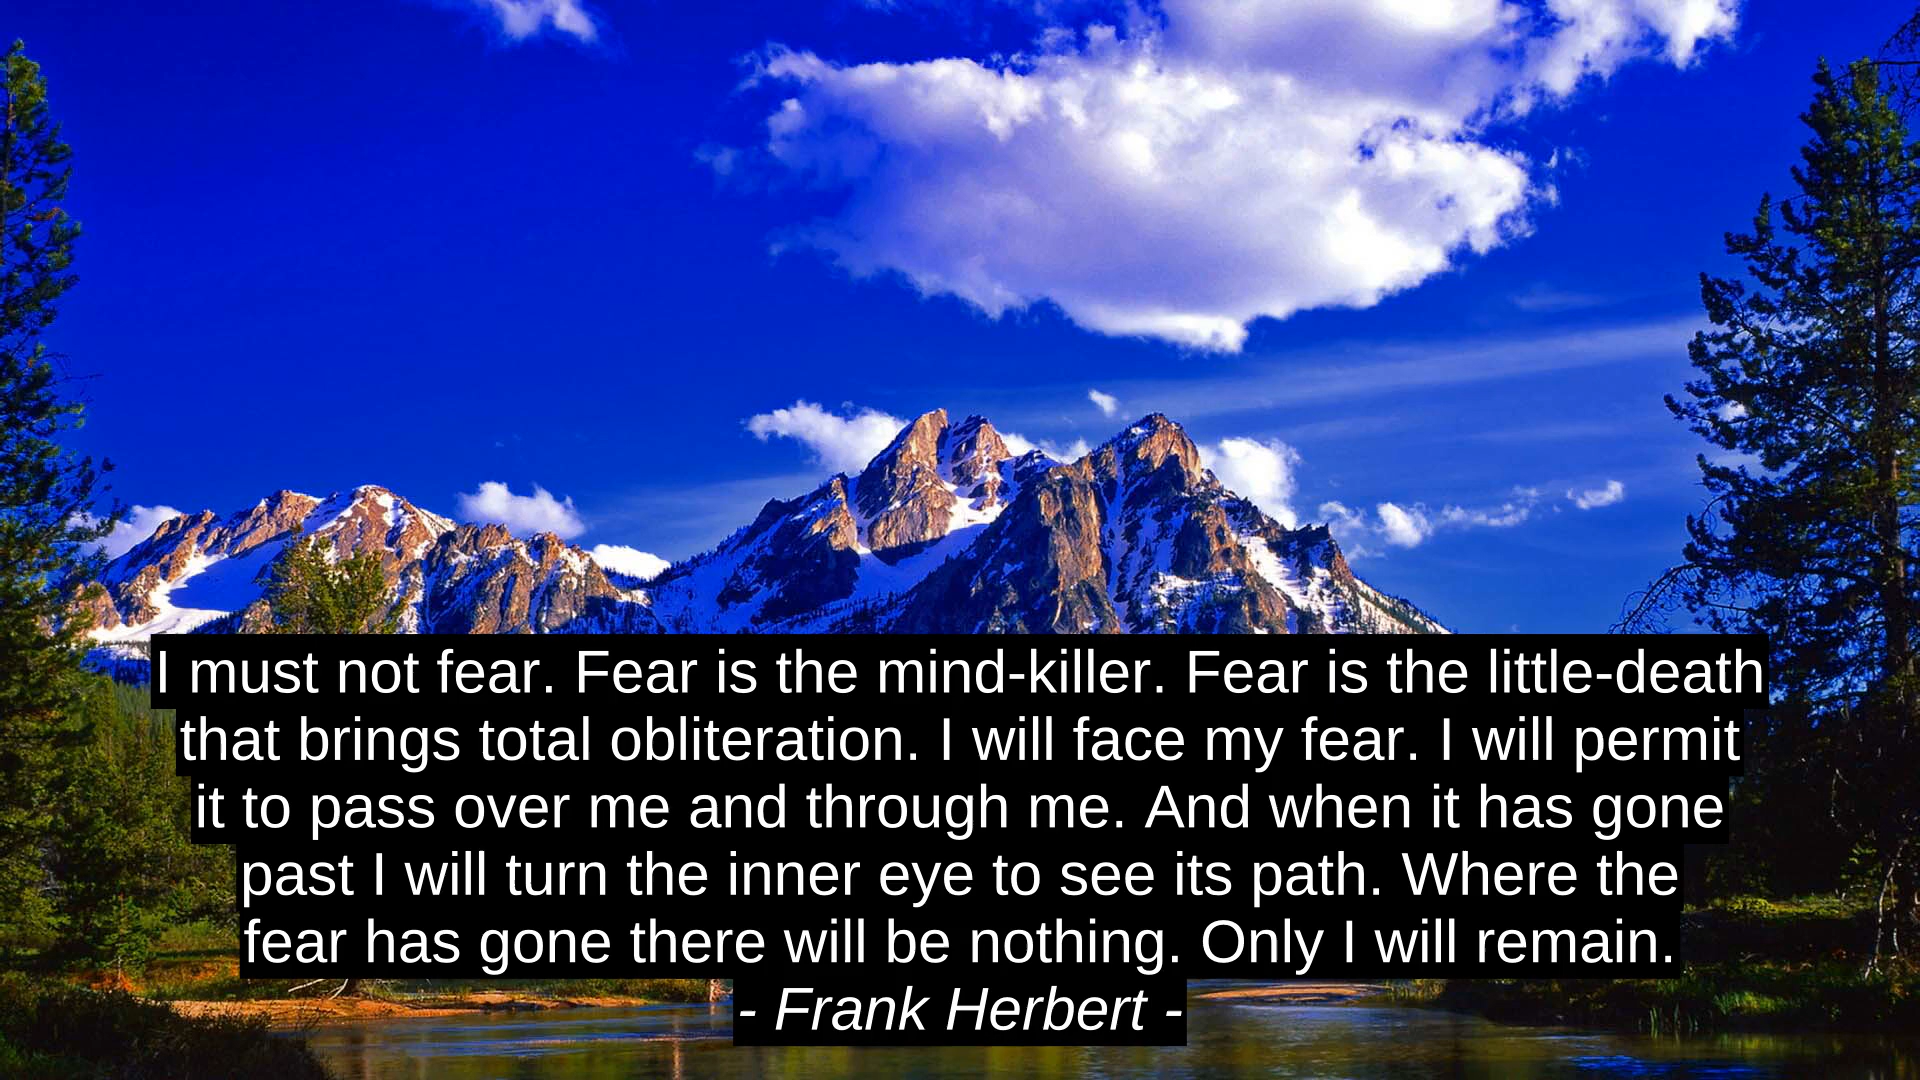 I must not fear. Fear is the mind-killer. Fear is the little-death
that brings total obliteration. I will face my fear. I will permit
it to pass over me and through me. And when it has gone
past I will turn the inner eye to see its path. Where the
fear has gone there will be nothing. Only I will remain.
- Frank Herbert -